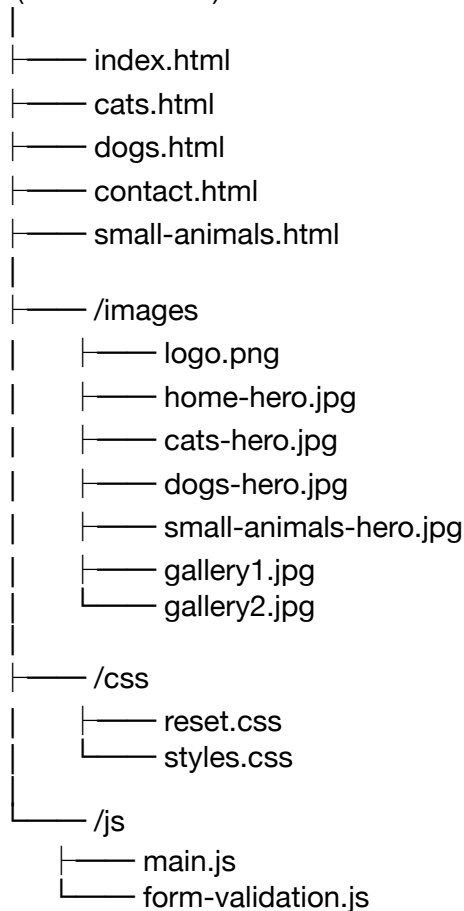 index.html
cats.html
dogs.html
contact.html
small-animals.html
/images
logo.png
home-hero.jpg
cats-hero.jpg
dogs-hero.jpg
small-animals-hero.jpg
gallery1.jpg
gallery2.jpg
/css
reset.css
styles.css
/js
main.js
form-validation.js